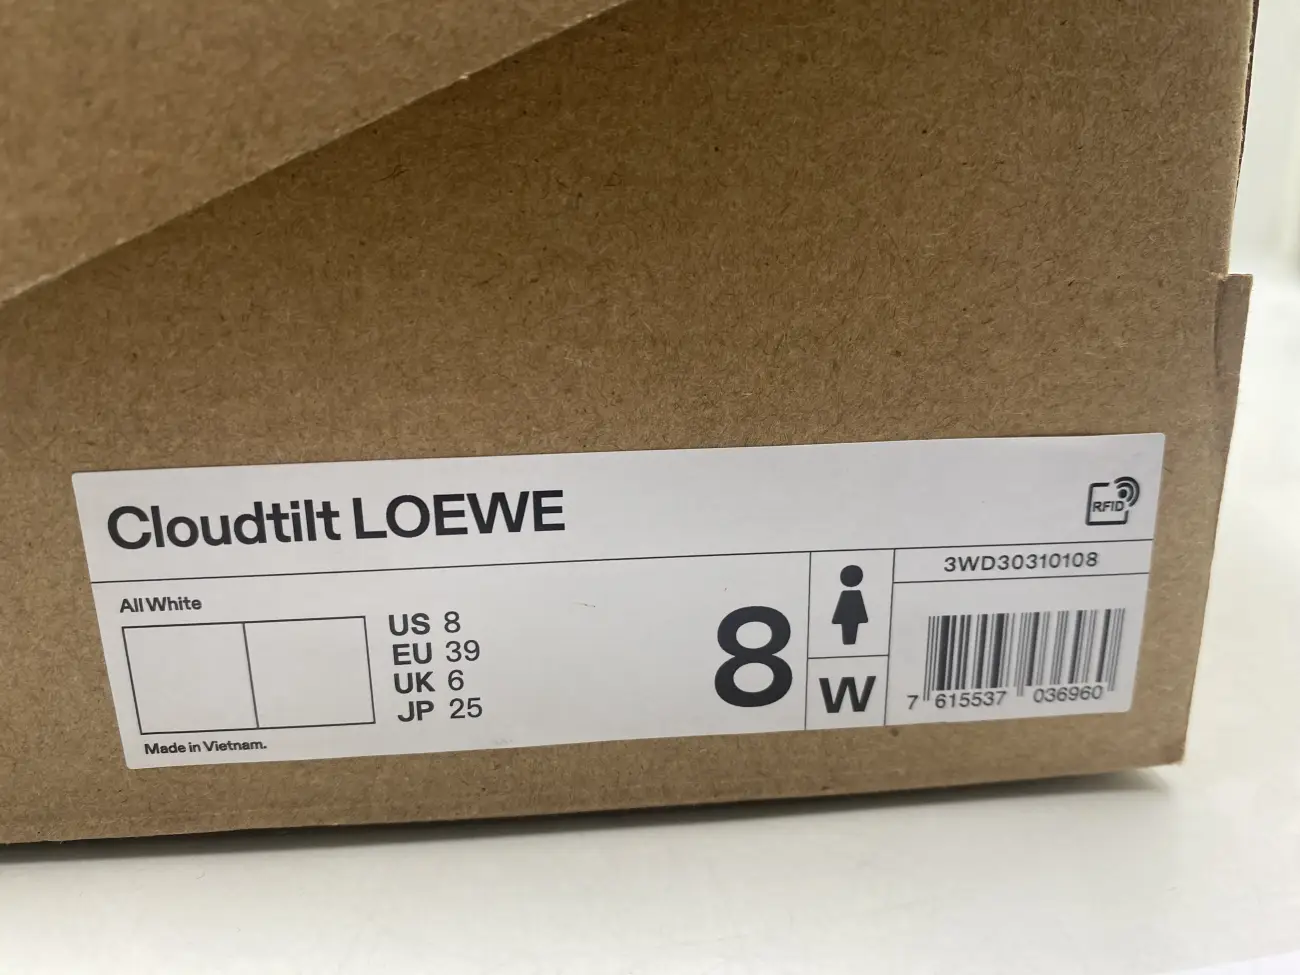 Cloudtilt LOEWE
RFID
All White
US 8
EU 39
UK 6
JP 25
Made in Vietnam.
8
W
3WD30310108
7 615537 036960